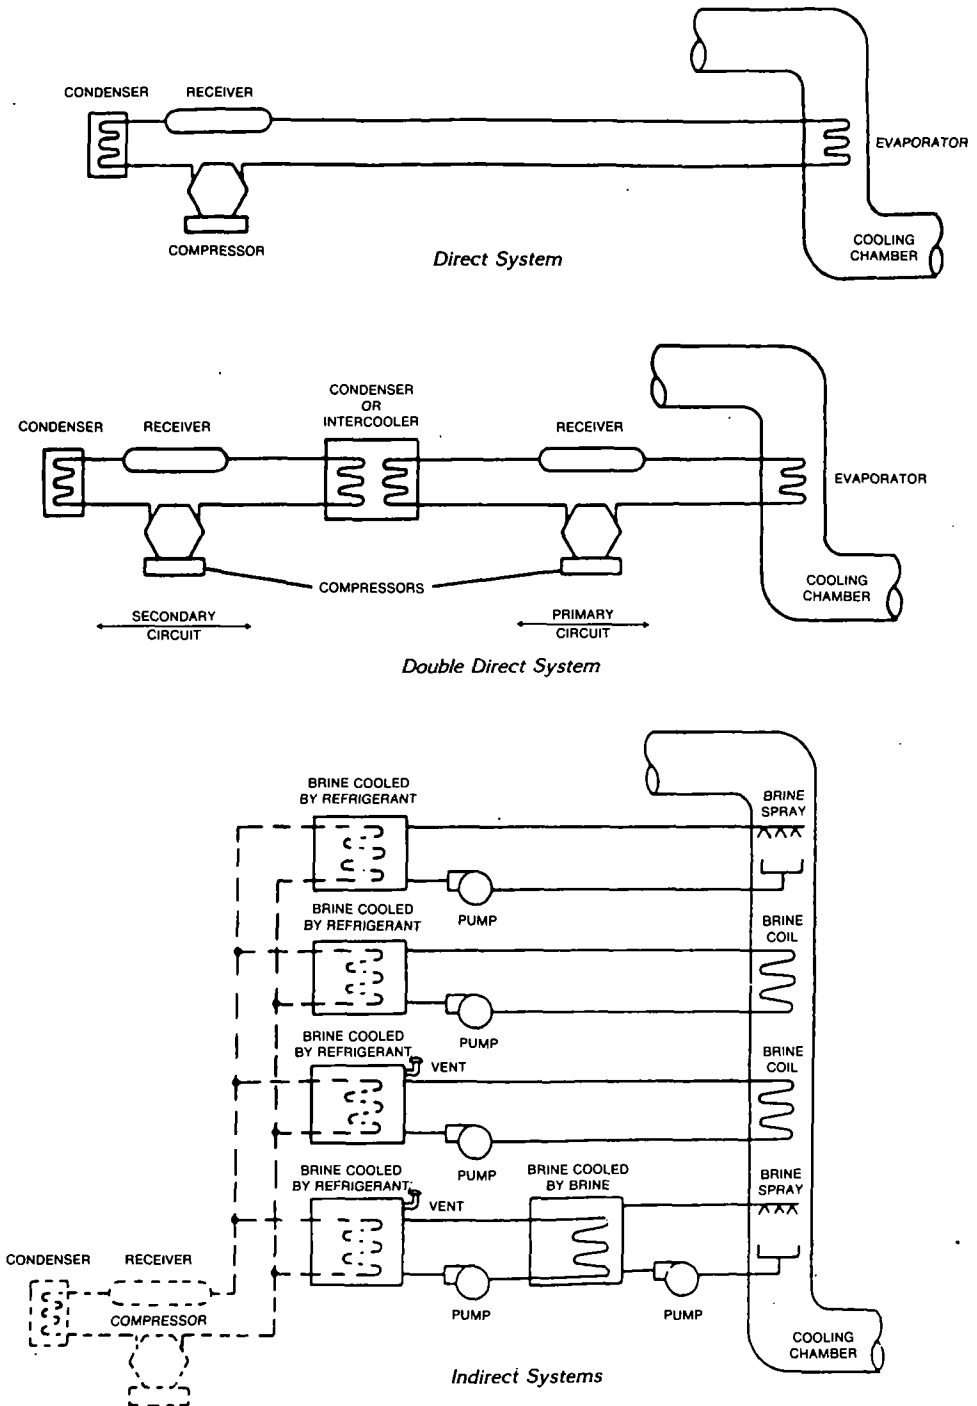 CONDENSER
RECEIVER
EVAPORATOR
COMPRESSOR
COOLING
CHAMBER
Direct System
CONDENSER
OR
INTERCOOLER
CONDENSER
RECEIVER
RECEIVER
EVAPORATOR
COMPRESSORS
COOLING
CHAMBER
SECONDARY
CIRCUIT
PRIMARY
CIRCUIT
Double Direct System
BRINE COOLED
BY REFRIGERANT
BRINE
SPRAY
PUMP
BRINE COOLED
BY REFRIGERANT
BRINE
COIL
PUMP
BRINE COOLED
BY REFRIGERANT
VENT
BRINE
COIL
PUMP
BRINE COOLED
BY REFRIGERANT
VENT
BRINE COOLED
BY BRINE
BRINE
SPRAY
PUMP
PUMP
CONDENSER
RECEIVER
COMPRESSOR
COOLING
CHAMBER
Indirect Systems